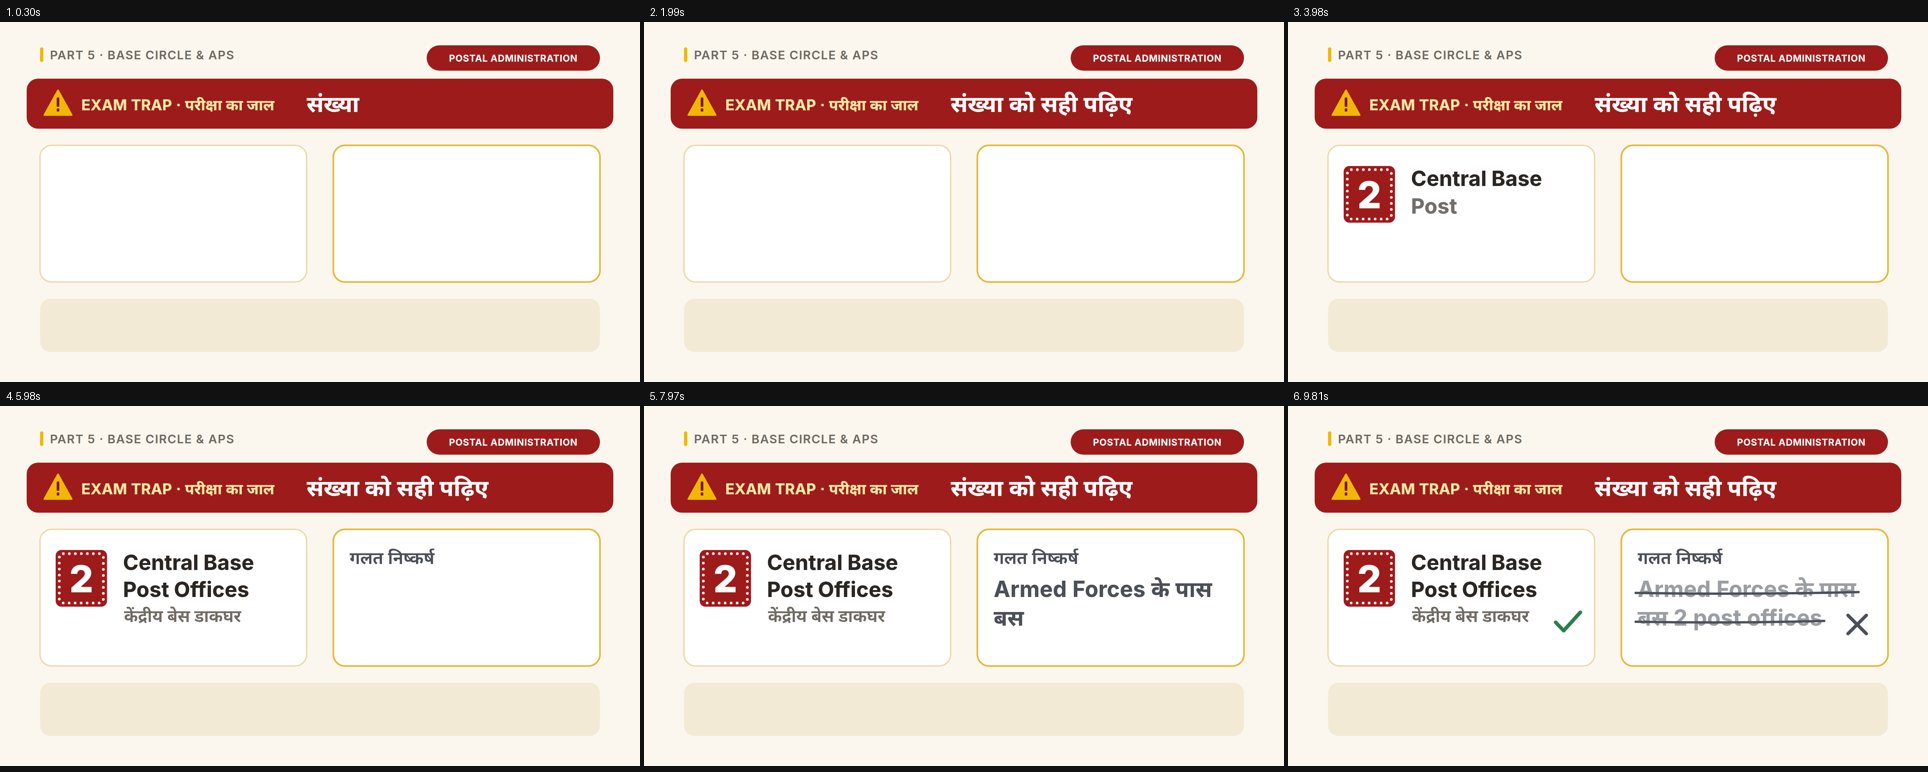 1. 0.30s
PART 5 · BASE CIRCLE & APS
POSTAL ADMINISTRATION
EXAM TRAP · परीक्षा का जाल संख्या
2. 1.99s
PART 5 · BASE CIRCLE & APS
POSTAL ADMINISTRATION
EXAM TRAP · परीक्षा का जाल संख्या को सही पढ़िए
3. 3.98s
PART 5 · BASE CIRCLE & APS
POSTAL ADMINISTRATION
EXAM TRAP · परीक्षा का जाल संख्या को सही पढ़िए
2
Central Base
Post
4. 5.98s
PART 5 · BASE CIRCLE & APS
POSTAL ADMINISTRATION
EXAM TRAP · परीक्षा का जाल संख्या को सही पढ़िए
2
Central Base
Post Offices
केंद्रीय बेस डाकघर
गलत निष्कर्ष
5. 7.97s
PART 5 · BASE CIRCLE & APS
POSTAL ADMINISTRATION
EXAM TRAP · परीक्षा का जाल संख्या को सही पढ़िए
2
Central Base
Post Offices
केंद्रीय बेस डाकघर
गलत निष्कर्ष
Armed Forces के पास
बस
6. 9.81s
PART 5 · BASE CIRCLE & APS
POSTAL ADMINISTRATION
EXAM TRAP · परीक्षा का जाल संख्या को सही पढ़िए
2
Central Base
Post Offices
केंद्रीय बेस डाकघर
गलत निष्कर्ष
Armed Forces के पास
बस 2 post offices